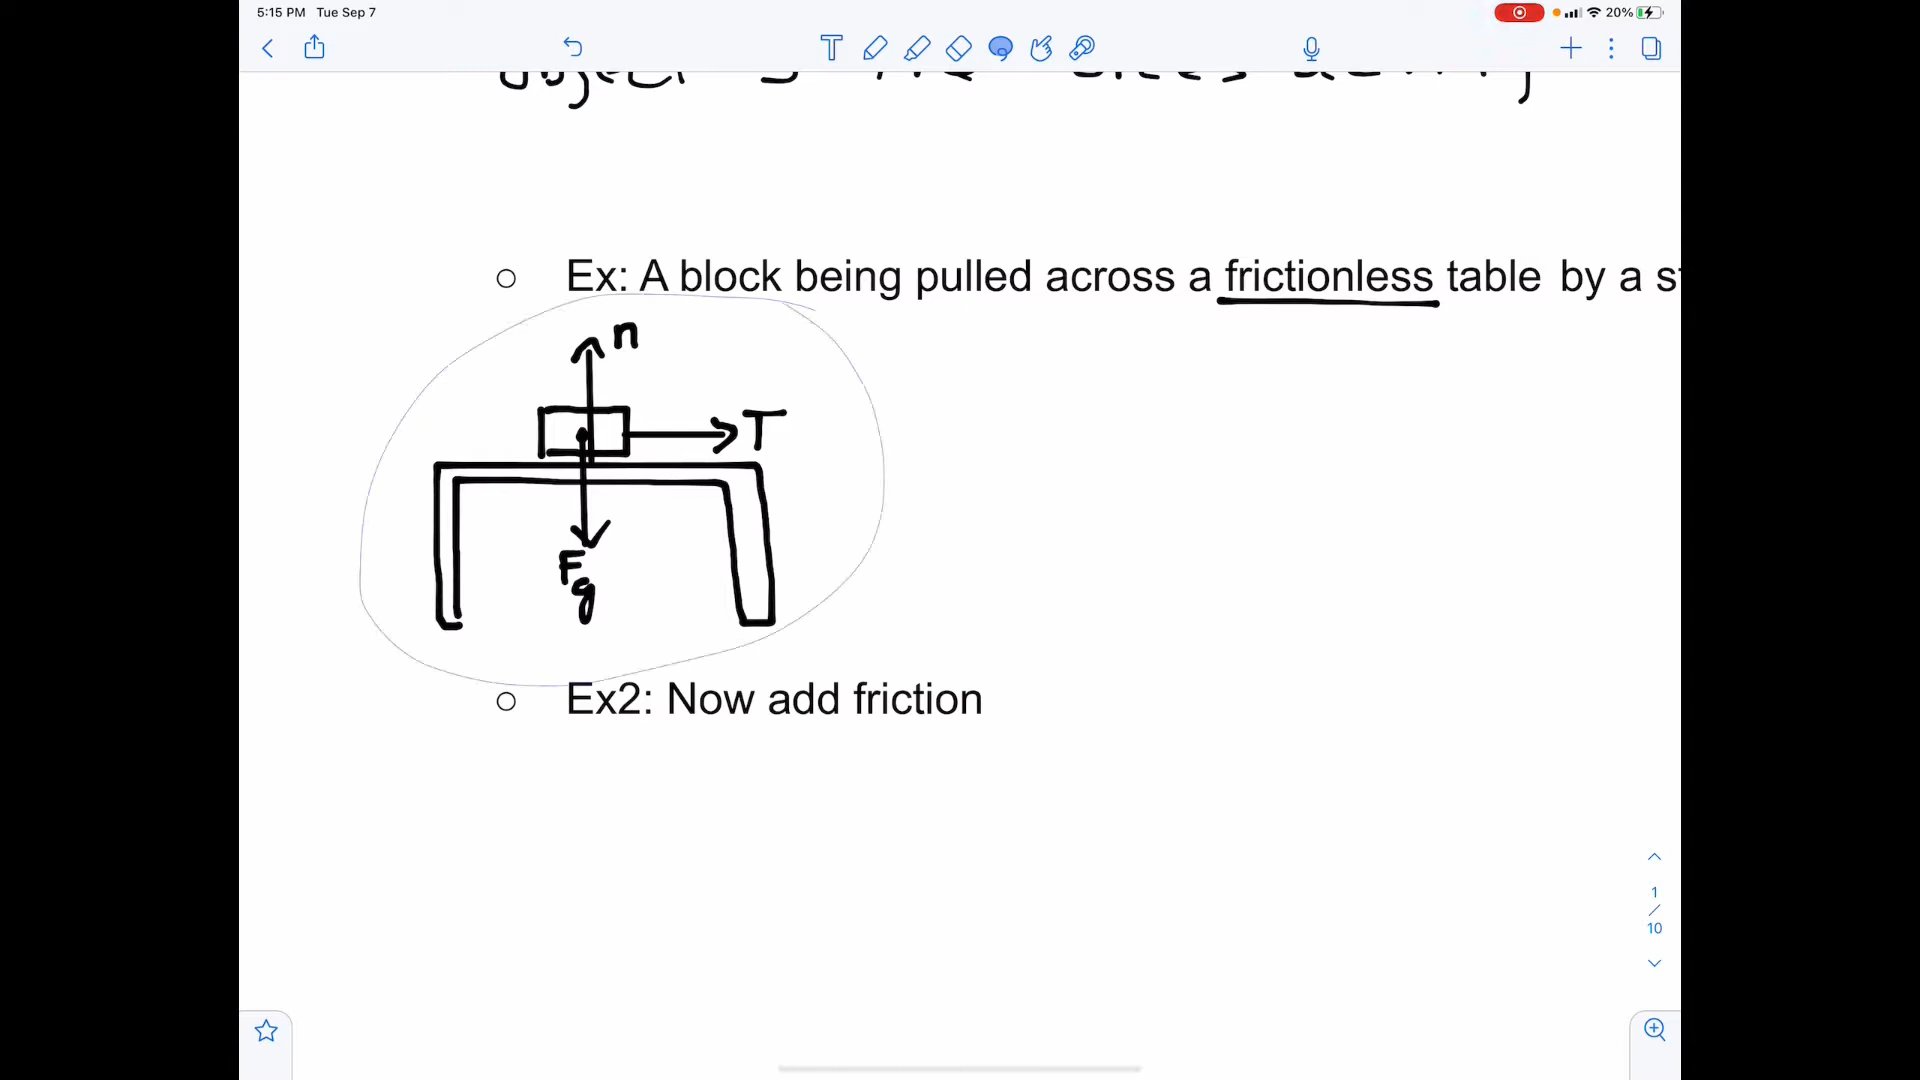 5:15 PM Tue Sep 7
20%
Ex: A block being pulled across a frictionless table by a
n
T
Fg
Ex2: Now add friction
1
/
10